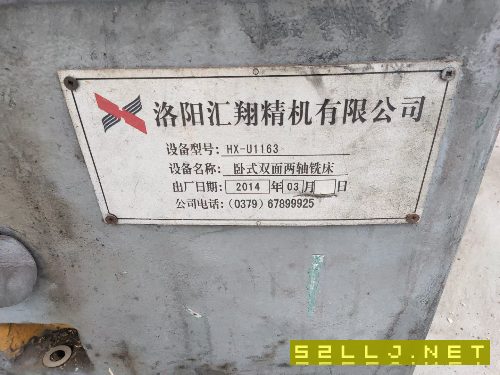 洛阳汇翔精机有限公司
设备型号: HX-U1163
设备名称: 卧式双面两轴铣床
出厂日期: 2014 年 03 月 日
公司电话: (0379) 67899925
52LLJ.NET